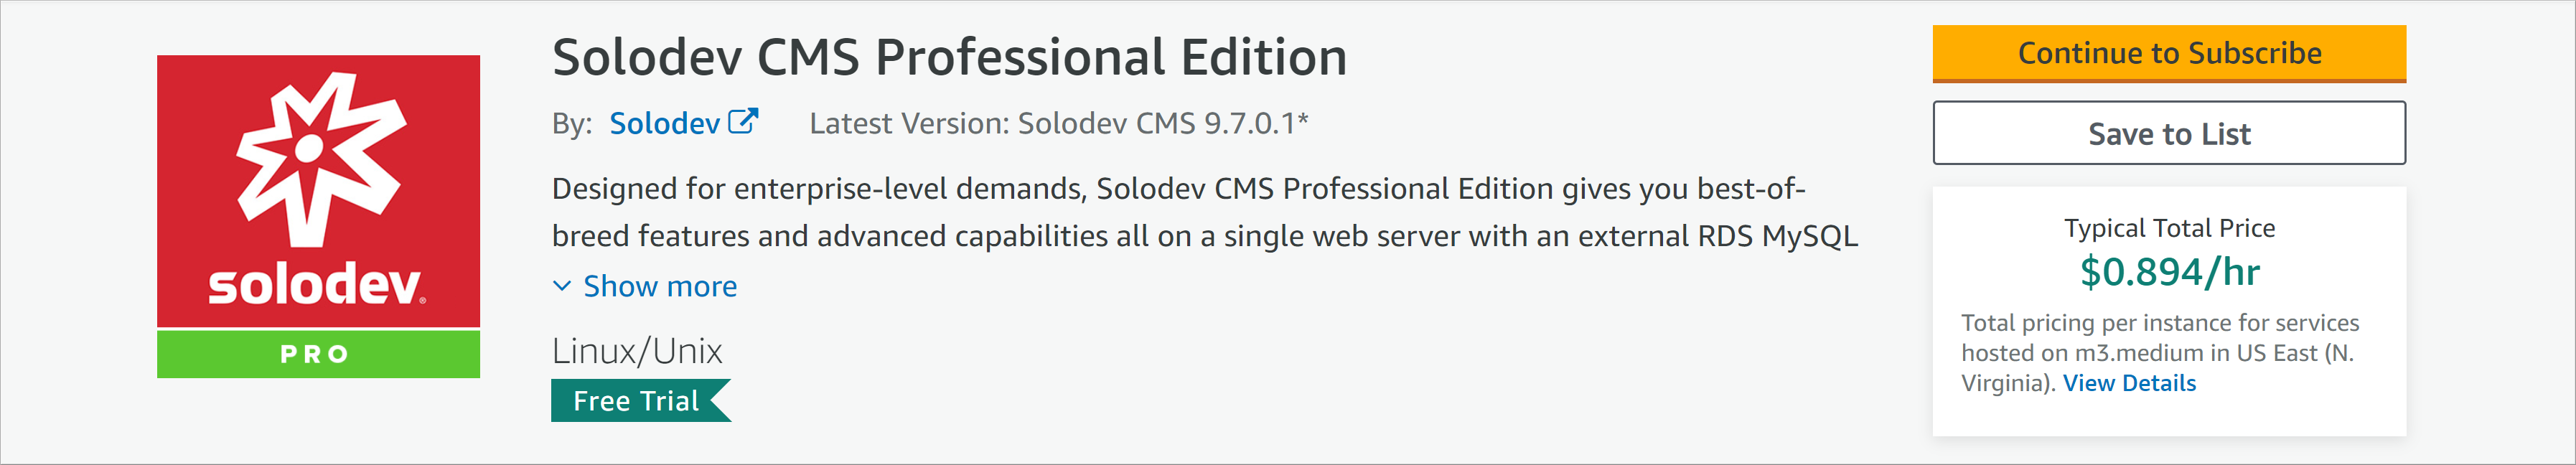 Solodev CMS Professional Edition
By: Solodev
Latest Version: Solodev CMS 9.7.0.1*
Designed for enterprise-level demands, Solodev CMS Professional Edition gives you best-of-
breed features and advanced capabilities all on a single web server with an external RDS MySQL
Show more
Linux/Unix
Free Trial
solodev®
PRO
Continue to Subscribe
Save to List
Typical Total Price
$0.894/hr
Total pricing per instance for services
hosted on m3.medium in US East (N.
Virginia). View Details